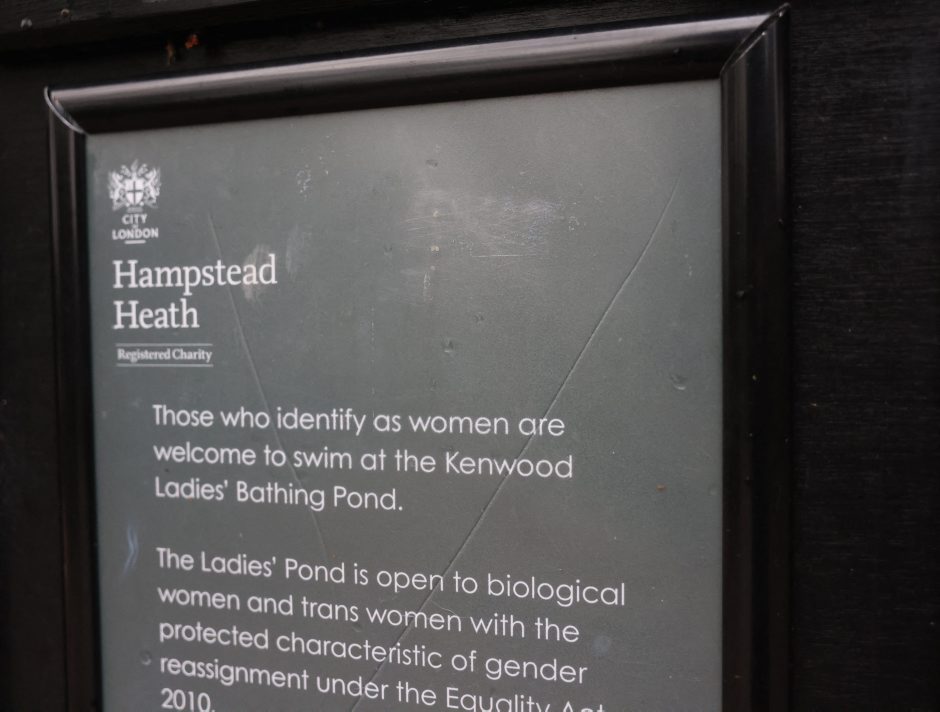 CITY
OF
LONDON
Hampstead
Heath
Registered Charity
Those who identify as women are
welcome to swim at the Kenwood
Ladies' Bathing Pond.
The Ladies' Pond is open to biological
women and trans women with the
protected characteristic of gender
reassignment under the Equality Act
2010.